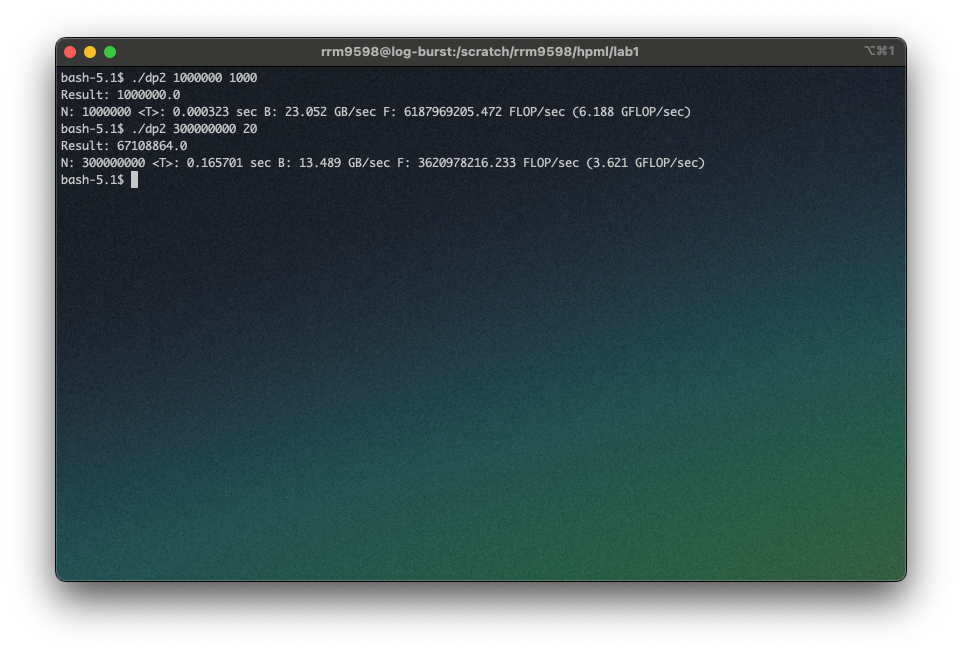 rrm9598@log-burst:/scratch/rrm9598/hpml/lab1 ⌥⌘1
bash-5.1$ ./dp2 1000000 1000
Result: 1000000.0
N: 1000000 <T>: 0.000323 sec B: 23.052 GB/sec F: 6187969205.472 FLOP/sec (6.188 GFLOP/sec)
bash-5.1$ ./dp2 300000000 20
Result: 67108864.0
N: 300000000 <T>: 0.165701 sec B: 13.489 GB/sec F: 3620978216.233 FLOP/sec (3.621 GFLOP/sec)
bash-5.1$